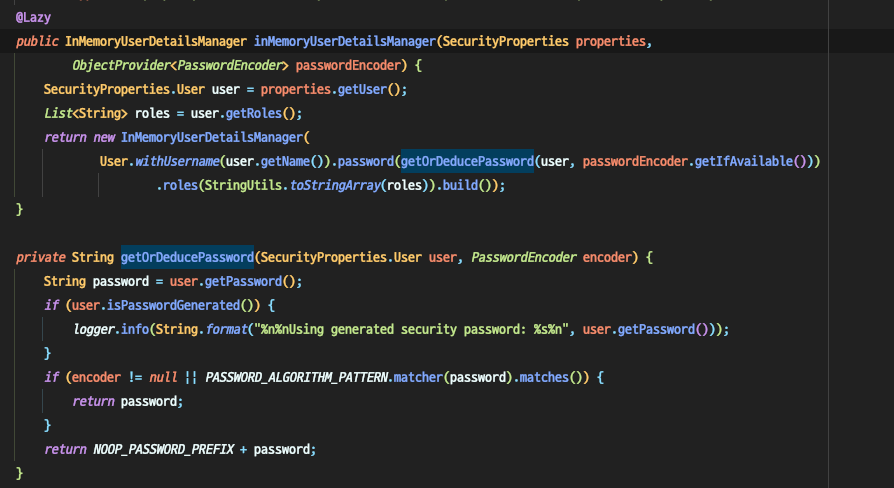 @Lazy
public InMemoryUserDetailsManager inMemoryUserDetailsManager(SecurityProperties properties,
        ObjectProvider<PasswordEncoder> passwordEncoder) {
    SecurityProperties.User user = properties.getUser();
    List<String> roles = user.getRoles();
    return new InMemoryUserDetailsManager(
            User.withUsername(user.getName()).password(getOrDeducePassword(user, passwordEncoder.getIfAvailable()))
                    .roles(StringUtils.toStringArray(roles)).build());
}
private String getOrDeducePassword(SecurityProperties.User user, PasswordEncoder encoder) {
    String password = user.getPassword();
    if (user.isPasswordGenerated()) {
        logger.info(String.format("%n%nUsing generated security password: %s%n", user.getPassword()));
    }
    if (encoder != null || PASSWORD_ALGORITHM_PATTERN.matcher(password).matches()) {
        return password;
    }
    return NOOP_PASSWORD_PREFIX + password;
}